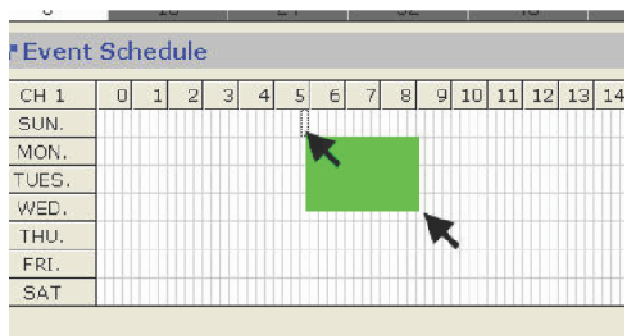 Event Schedule
CH 1 0 1 2 3 4 5 6 7 8 9 10 11 12 13 14
SUN.
MON.
TUES.
WED.
THU.
FRI.
SAT